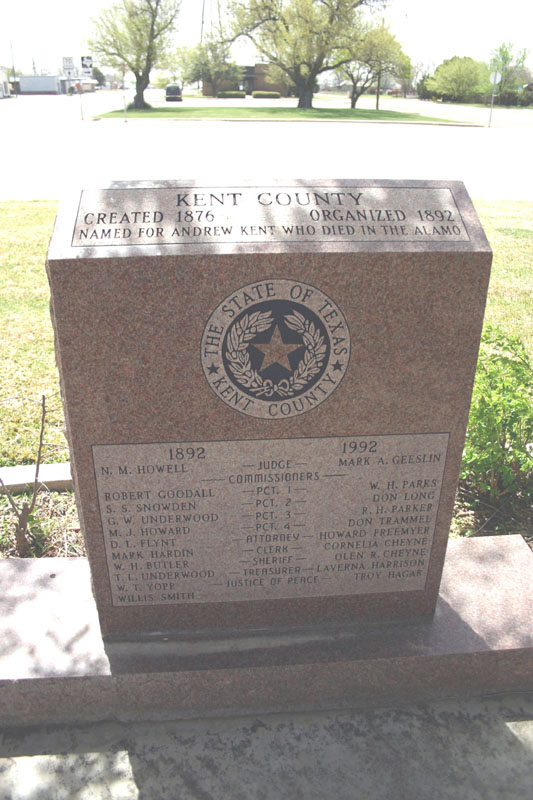 KENT COUNTY
CREATED 1876 ORGANIZED 1892
NAMED FOR ANDREW KENT WHO DIED IN THE ALAMO
THE STATE OF TEXAS
KENT COUNTY
1892 1992
N. M. HOWELL — JUDGE — MARK A. GEESLIN
— COMMISSIONERS —
ROBERT GOODALL — PCT. 1 — W. H. PARKS
S. S. SNOWDEN — PCT. 2 — DON LONG
G. W. UNDERWOOD — PCT. 3 — R. H. PARKER
M. J. HOWARD — PCT. 4 — DON TRAMMEL
D. L. FLYNT — ATTORNEY — HOWARD FREEMYER
MARK HARDIN — CLERK — CORNELIA CHEYNE
W. H. BUTLER — SHERIFF — OLEN R. CHEYNE
T. L. UNDERWOOD — TREASURER — LAVERNA HARRISON
W. T. YOPP — JUSTICE OF PEACE — TROY HAGAR
WILLIS SMITH